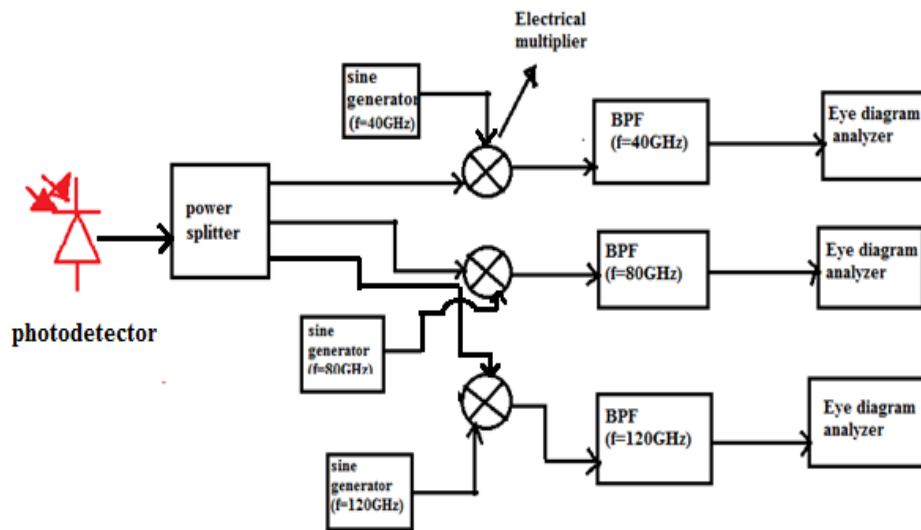 Electrical
multiplier
sine
generator
(f=40GHz)
BPF
(f=40GHz)
Eye diagram
analyzer
power
splitter
photodetector
BPF
(f=80GHz)
Eye diagram
analyzer
sine
generator
(f=80GHz)
BPF
(f=120GHz)
Eye diagram
analyzer
sine
generator
(f=120GHz)